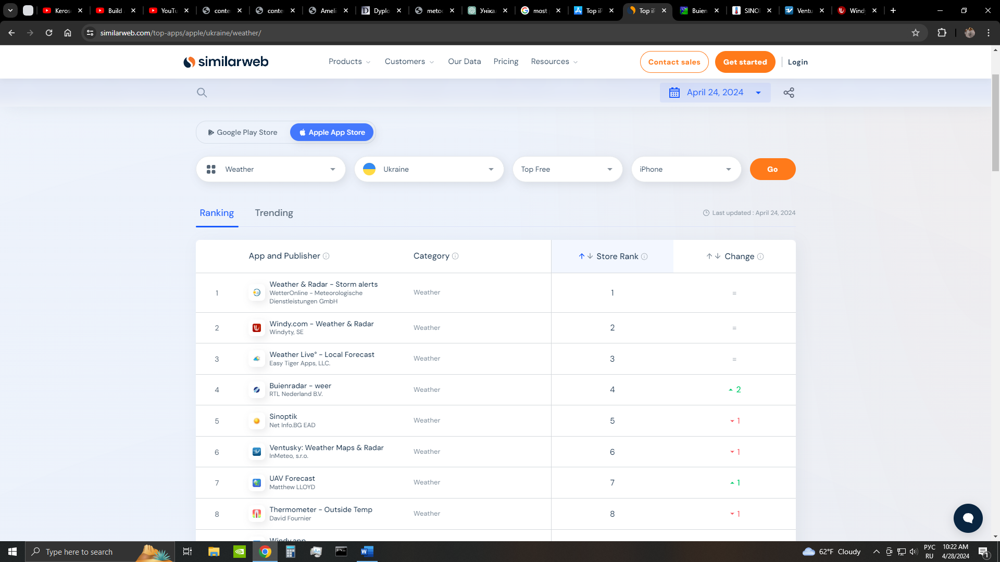 Keros
Build
YouTu
conte
conte
Ameli
Dyplo
metod
Уніка
most
Top iP
Top iP
Buien
SINO
Ventu
Windy
similarweb.com/top-apps/apple/ukraine/weather/
similarweb
Products
Customers
Our Data
Pricing
Resources
Contact sales
Get started
Login
April 24, 2024
Google Play Store
Apple App Store
Weather
Ukraine
Top Free
iPhone
Go
Ranking
Trending
Last updated : April 24, 2024
App and Publisher
Category
Store Rank
Change
1
Weather & Radar - Storm alerts
WetterOnline - Meteorologische
Dienstleistungen GmbH
Weather
1
=
2
Windy.com - Weather & Radar
Windyty, SE
Weather
2
=
3
Weather Live° - Local Forecast
Easy Tiger Apps, LLC.
Weather
3
=
4
Buienradar - weer
RTL Nederland B.V.
Weather
4
2
5
Sinoptik
Net Info.BG EAD
Weather
5
1
6
Ventusky: Weather Maps & Radar
InMeteo, s.r.o.
Weather
6
1
7
UAV Forecast
Matthew LLOYD
Weather
7
1
8
Thermometer - Outside Temp
David Fournier
Weather
8
1
Windy.app
Type here to search
62°F Cloudy
РУС
RU
10:22 AM
4/28/2024
1